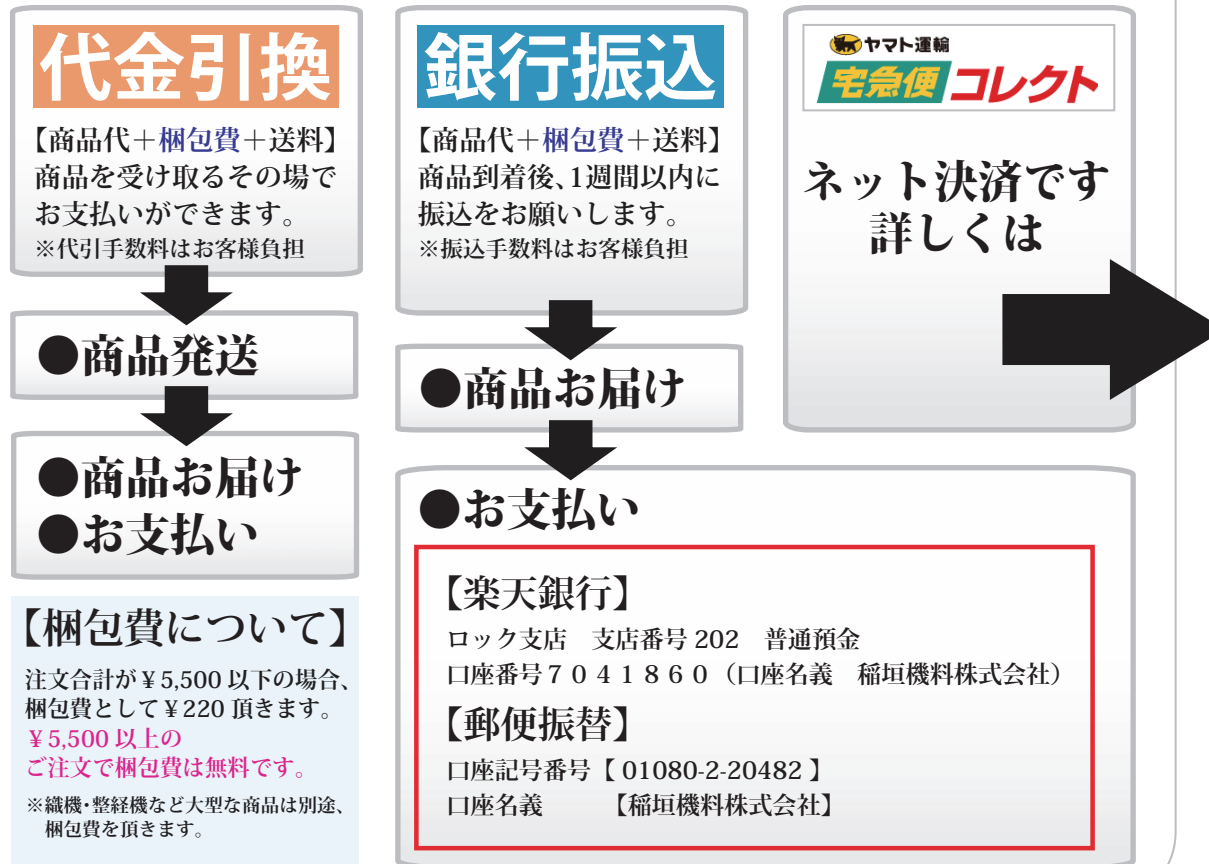 代金引換
【商品代＋梱包費＋送料】
商品を受け取るその場で
お支払いができます。
※代引手数料はお客様負担
●商品発送
●商品お届け
●お支払い
【梱包費について】
注文合計が¥5,500以下の場合、
梱包費として¥220頂きます。
¥5,500以上の
ご注文で梱包費は無料です。
※織機・整経機など大型な商品は別途、
梱包費を頂きます。
銀行振込
【商品代＋梱包費＋送料】
商品到着後、1週間以内に
振込をお願いします。
※振込手数料はお客様負担
●商品お届け
●お支払い
【楽天銀行】
ロック支店　支店番号202　普通預金
口座番号７０４１８６０（口座名義　稲垣機料株式会社）
【郵便振替】
口座記号番号【01080-2-20482】
口座名義　【稲垣機料株式会社】
ヤマト運輸
宅急便コレクト
ネット決済です
詳しくは